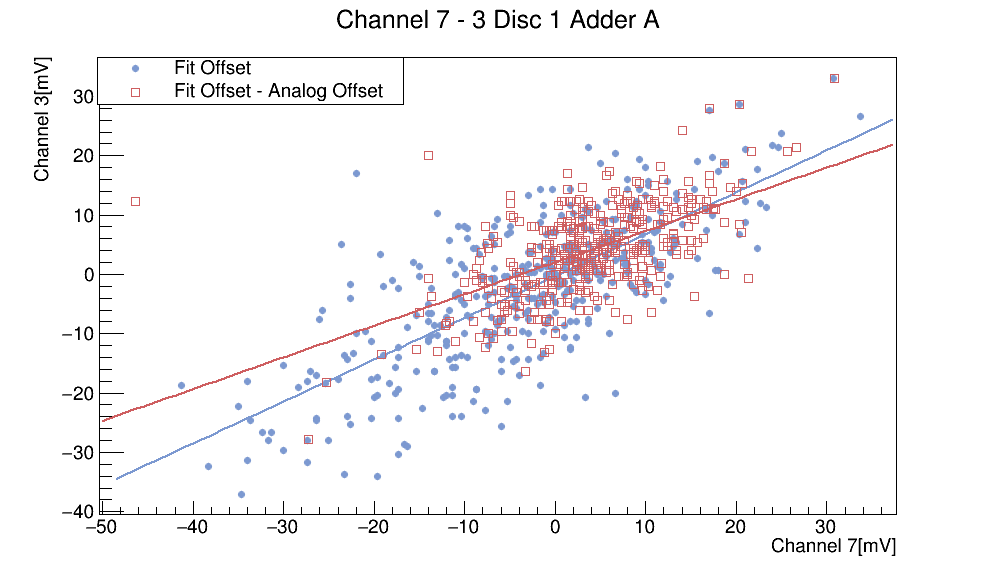 Channel 7 - 3 Disc 1 Adder A
Channel 3[mV]
Fit Offset
Fit Offset - Analog Offset
30
20
10
0
−10
−20
−30
−40
−50 −40 −30 −20 −10 0 10 20 30
Channel 7[mV]